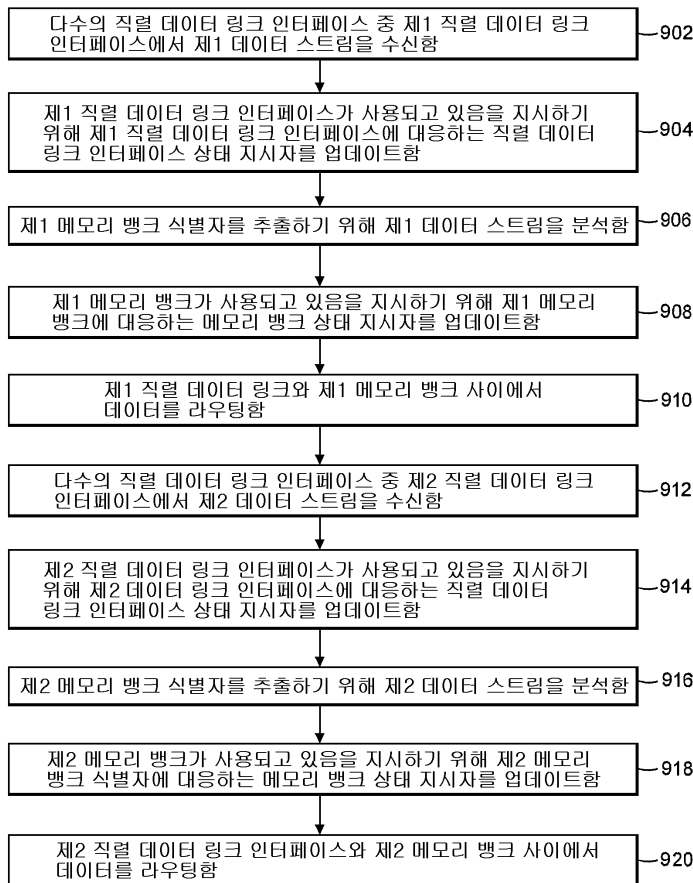 다수의 직렬 데이터 링크 인터페이스 중 제1 직렬 데이터 링크
인터페이스에서 제1 데이터 스트림을 수신함
902
제1 직렬 데이터 링크 인터페이스가 사용되고 있음을 지시하기
위해 제1 직렬 데이터 링크 인터페이스에 대응하는 직렬 데이터
링크 인터페이스 상태 지시자를 업데이트함
904
제1 메모리 뱅크 식별자를 추출하기 위해 제1 데이터 스트림을 분석함
906
제1 메모리 뱅크가 사용되고 있음을 지시하기 위해 제1 메모리
뱅크에 대응하는 메모리 뱅크 상태 지시자를 업데이트함
908
제1 직렬 데이터 링크와 제1 메모리 뱅크 사이에서
데이터를 라우팅함
910
다수의 직렬 데이터 링크 인터페이스 중 제2 직렬 데이터 링크
인터페이스에서 제2 데이터 스트림을 수신함
912
제2 직렬 데이터 링크 인터페이스가 사용되고 있음을 지시하기
위해 제2 데이터 링크 인터페이스에 대응하는 직렬 데이터
링크 인터페이스 상태 지시자를 업데이트함
914
제2 메모리 뱅크 식별자를 추출하기 위해 제2 데이터 스트림을 분석함
916
제2 메모리 뱅크가 사용되고 있음을 지시하기 위해 제2 메모리
뱅크 식별자에 대응하는 메모리 뱅크 상태 지시자를 업데이트함
918
제2 직렬 데이터 링크 인터페이스와 제2 메모리 뱅크 사이에서
데이터를 라우팅함
920